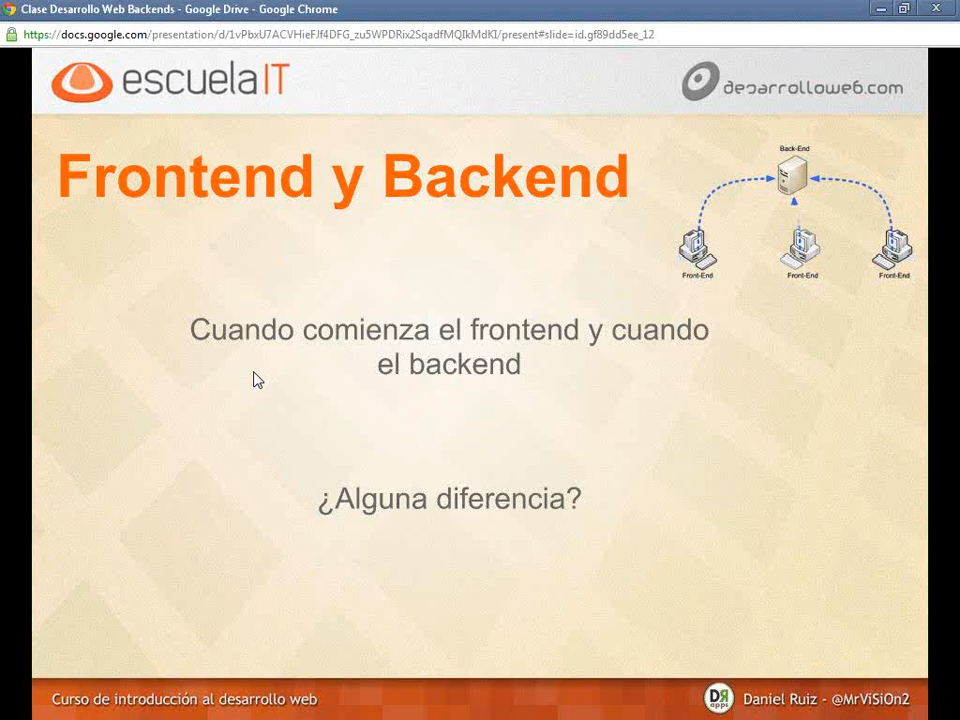 Clase Desarrollo Web Backends - Google Drive - Google Chrome
https://docs.google.com/presentation/d/1vPbxU7ACVHieFJf4DFG_zu5WPDRix2SqadfMQIkMdKI/present#slide=id.gf89dd5ee_12
escuelaIT
desarrolloweb.com
Frontend y Backend
Back-End
Front-End
Front-End
Front-End
Cuando comienza el frontend y cuando
el backend
¿Alguna diferencia?
Curso de introducción al desarrollo web
DR
apps
Daniel Ruiz - @MrViSiOn2